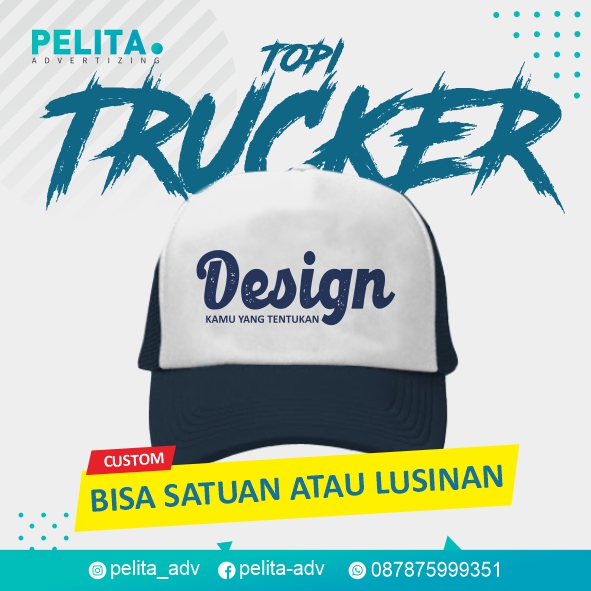 PELITA.
ADVERTIZING
TOPI
TRUCKER
Design
KAMU YANG TENTUKAN
CUSTOM
BISA SATUAN ATAU LUSINAN
pelita_adv pelita-adv 087875999351